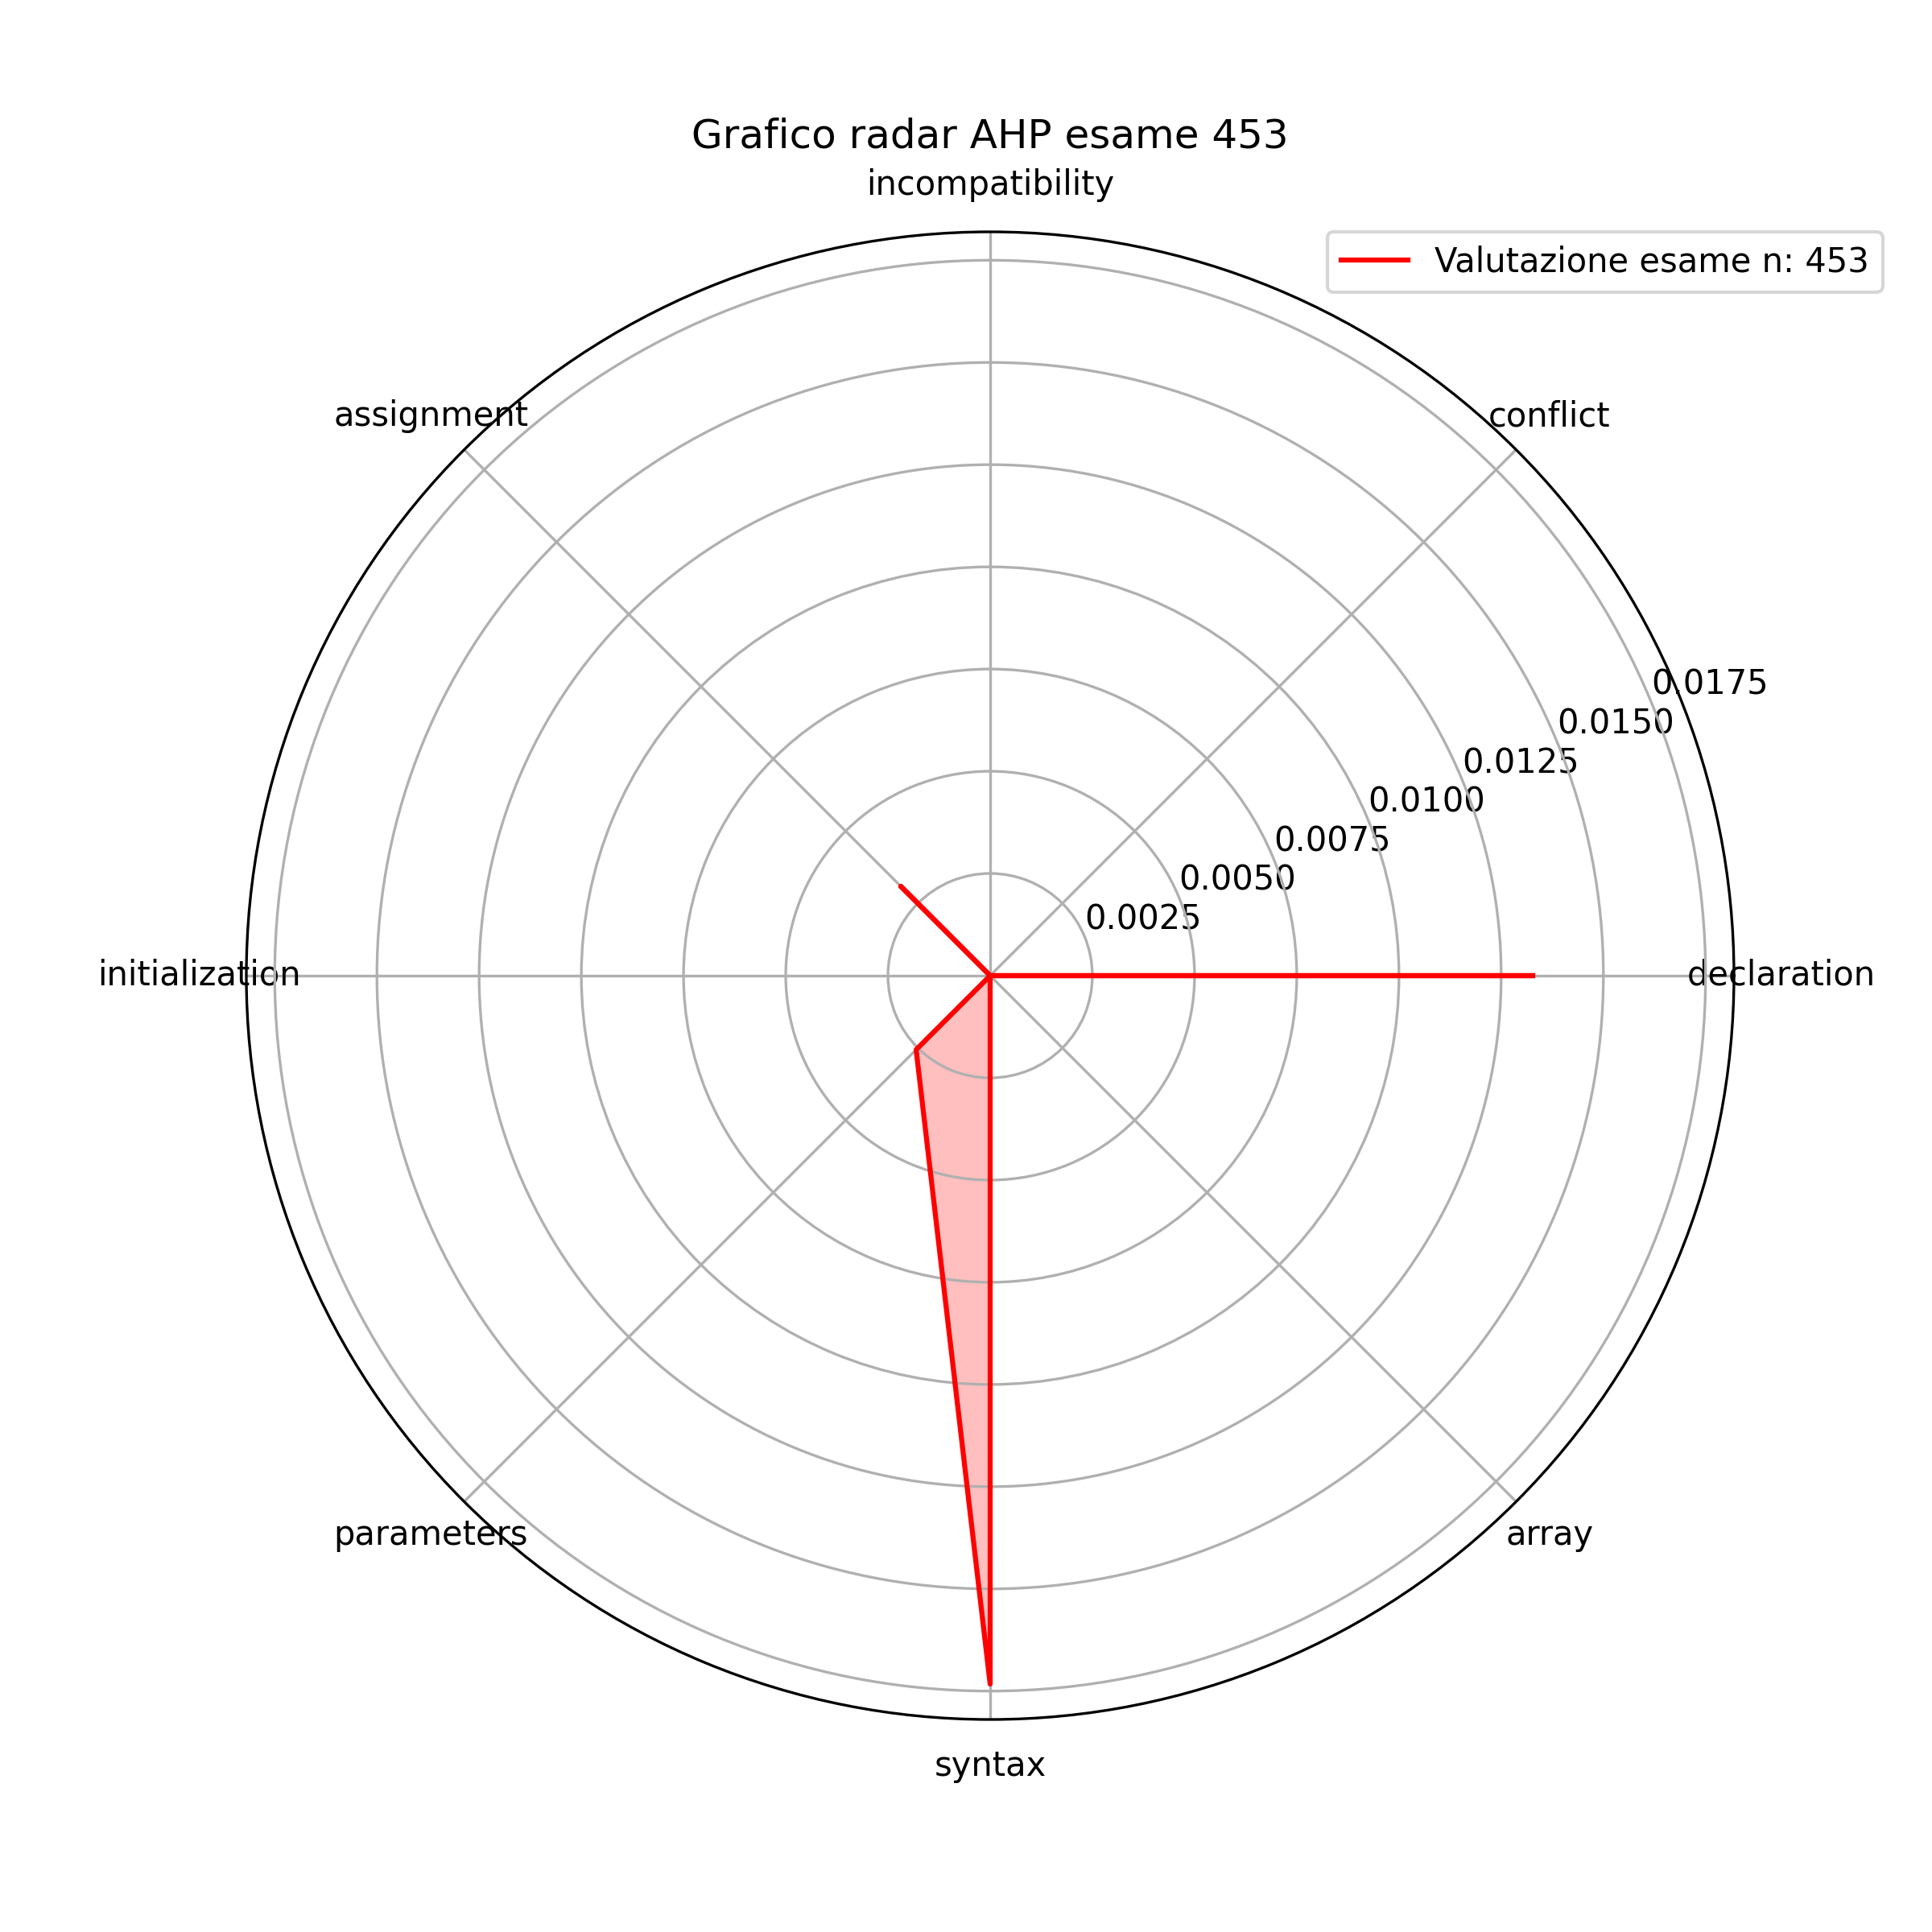 Grafico radar AHP esame 453
incompatibility
Valutazione esame n: 453
assignment
conflict
0.0175
0.0150
0.0125
0.0100
0.0075
0.0050
0.0025
initialization
declaration
parameters
array
syntax